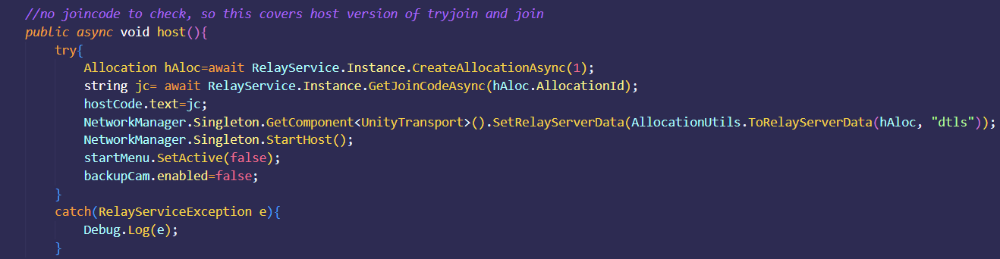 //no joincode to check, so this covers host version of tryjoin and join
public async void host(){
try{
Allocation hAloc=await RelayService.Instance.CreateAllocationAsync(1);
string jc= await RelayService.Instance.GetJoinCodeAsync(hAloc.AllocationId);
hostCode.text=jc;
NetworkManager.Singleton.GetComponent<UnityTransport>().SetRelayServerData(AllocationUtils.ToRelayServerData(hAloc, "dtls"));
NetworkManager.Singleton.StartHost();
startMenu.SetActive(false);
backupCam.enabled=false;
}
catch(RelayServiceException e){
Debug.Log(e);
}